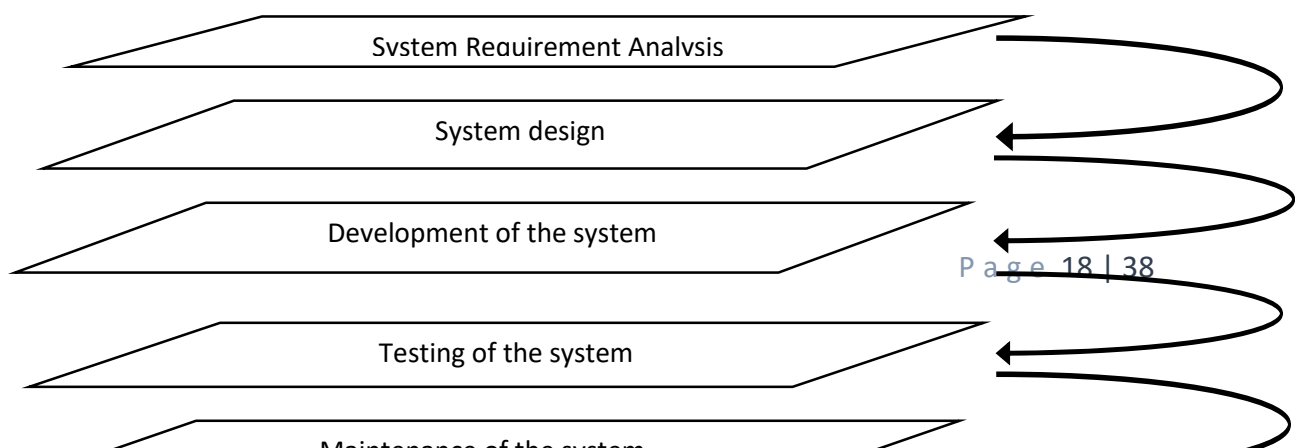 System Requirement Analysis
System design
Development of the system
Page 18 | 38
Testing of the system
Maintenance of the system